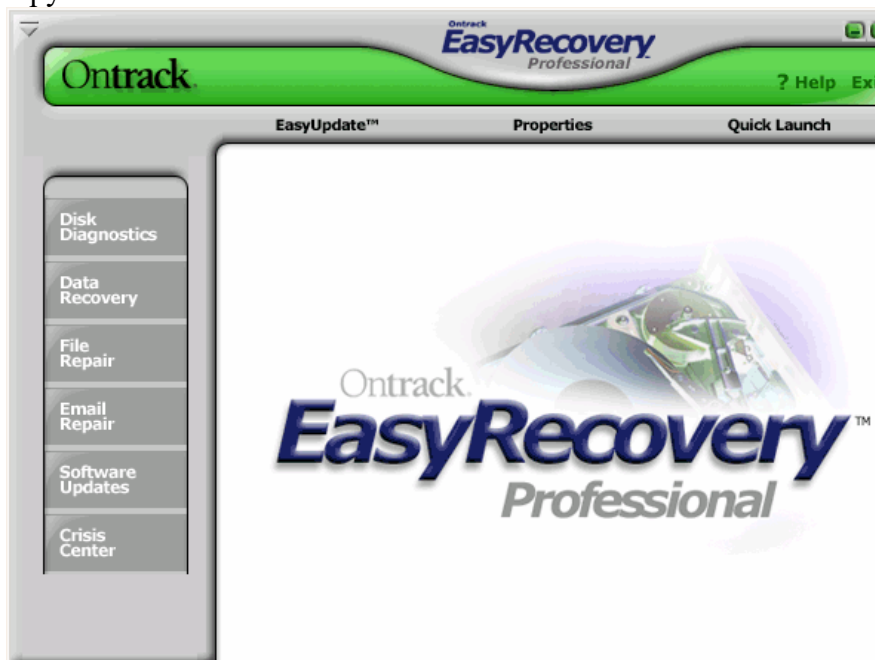 Ontrack
EasyRecovery
Professional
Ontrack.
? Help
EasyUpdate™ Properties Quick Launch
Disk
Diagnostics
Data
Recovery
File
Repair
Email
Repair
Software
Updates
Crisis
Center
Ontrack.
EasyRecovery™
Professional